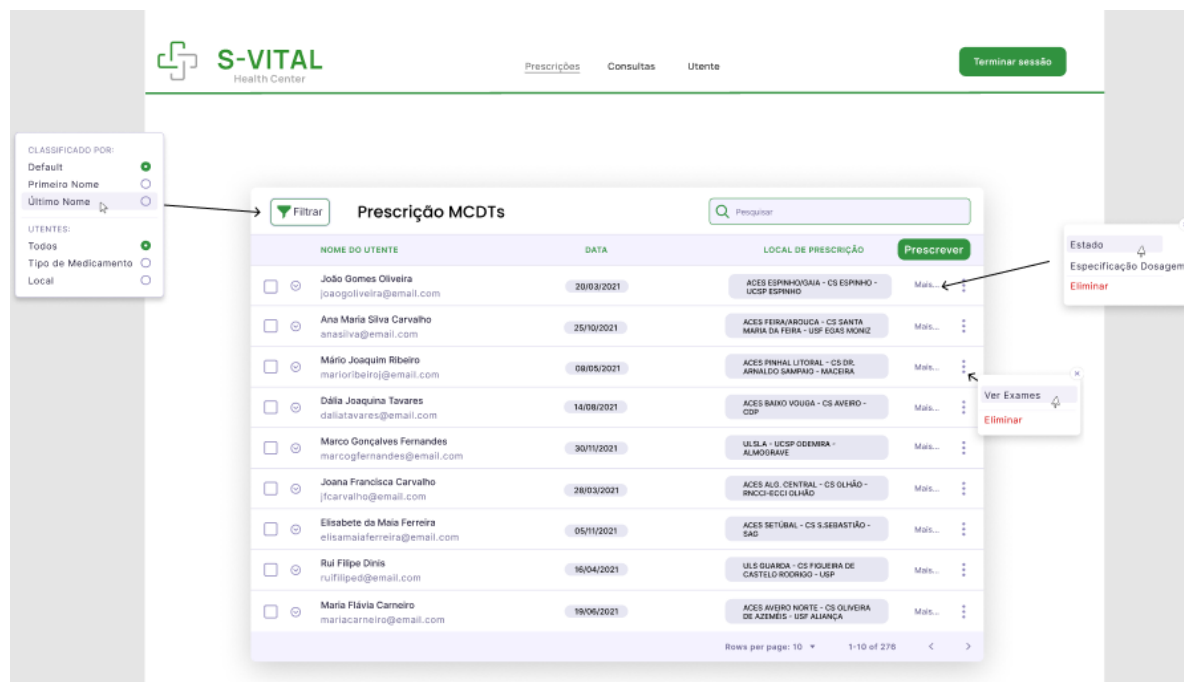 S-VITAL
Health Center
Prescrições
Consultas
Utente
Terminar sessão
CLASSIFICADO POR:
Default
Primeiro Nome
Último Nome
UTENTES:
Todos
Tipo de Medicamento
Local
Filtrar
Prescrição MCDTs
Pesquisar
NOME DO UTENTE
DATA
LOCAL DE PRESCRIÇÃO
Prescrever
João Gomes Oliveira
joaogoliveira@email.com
20/03/2021
ACES ESPINHO/GAIA - CS ESPINHO -
UCSP ESPINHO
Mais...
Ana Maria Silva Carvalho
anasilva@email.com
25/10/2021
ACES FEIRA/AROUCA - CS SANTA
MARIA DA FEIRA - USF EGAS MONIZ
Mais...
Mário Joaquim Ribeiro
marioribeiroj@email.com
08/05/2021
ACES PINHAL LITORAL - CS DR.
ARNALDO SAMPAIO - MACEIRA
Mais...
Dália Joaquina Tavares
daliatavares@email.com
14/08/2021
ACES BAIXO VOUGA - CS AVEIRO -
CDP
Mais...
Marco Gonçalves Fernandes
marcogfernandes@email.com
30/11/2021
ULSLA - UCSP ODEMIRA -
ALMOGRAVE
Mais...
Joana Francisca Carvalho
jfcarvalho@email.com
28/03/2021
ACES ALG. CENTRAL - CS OLHÃO -
RNCCI-ECCI OLHÃO
Mais...
Elisabete da Maia Ferreira
elisamaiaferreira@email.com
05/11/2021
ACES SETÚBAL - CS S.SEBASTIÃO -
SAG
Mais...
Rui Filipe Dinis
ruifiliped@email.com
16/04/2021
ULS GUARDA - CS FIGUEIRA DE
CASTELO RODRIGO - USP
Mais...
Maria Flávia Carneiro
mariacarneiro@email.com
19/06/2021
ACES AVEIRO NORTE - CS OLIVEIRA
DE AZEMÉIS - USF ALIANÇA
Mais...
Rows per page: 10
1-10 of 276
Estado
Especificação Dosagem
Eliminar
Ver Exames
Eliminar